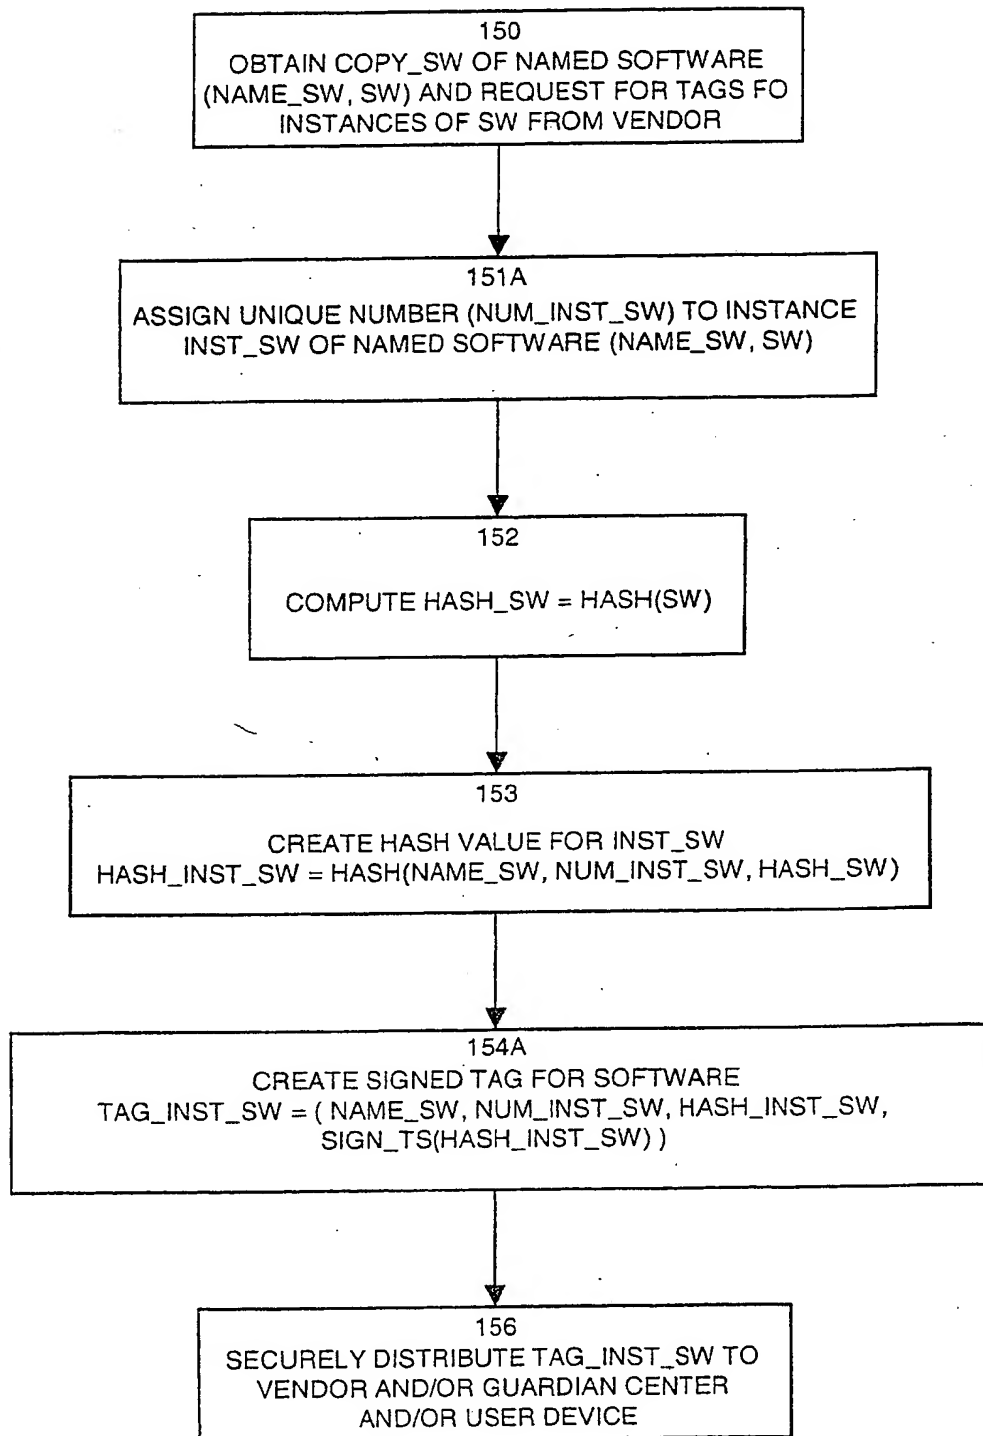 150
OBTAIN COPY_SW OF NAMED SOFTWARE
(NAME_SW, SW) AND REQUEST FOR TAGS FO
INSTANCES OF SW FROM VENDOR
151A
ASSIGN UNIQUE NUMBER (NUM_INST_SW) TO INSTANCE
INST_SW OF NAMED SOFTWARE (NAME_SW, SW)
152
COMPUTE HASH_SW = HASH(SW)
153
CREATE HASH VALUE FOR INST_SW
HASH_INST_SW = HASH(NAME_SW, NUM_INST_SW, HASH_SW)
154A
CREATE SIGNED TAG FOR SOFTWARE
TAG_INST_SW = ( NAME_SW, NUM_INST_SW, HASH_INST_SW,
SIGN_TS(HASH_INST_SW) )
156
SECURELY DISTRIBUTE TAG_INST_SW TO
VENDOR AND/OR GUARDIAN CENTER
AND/OR USER DEVICE